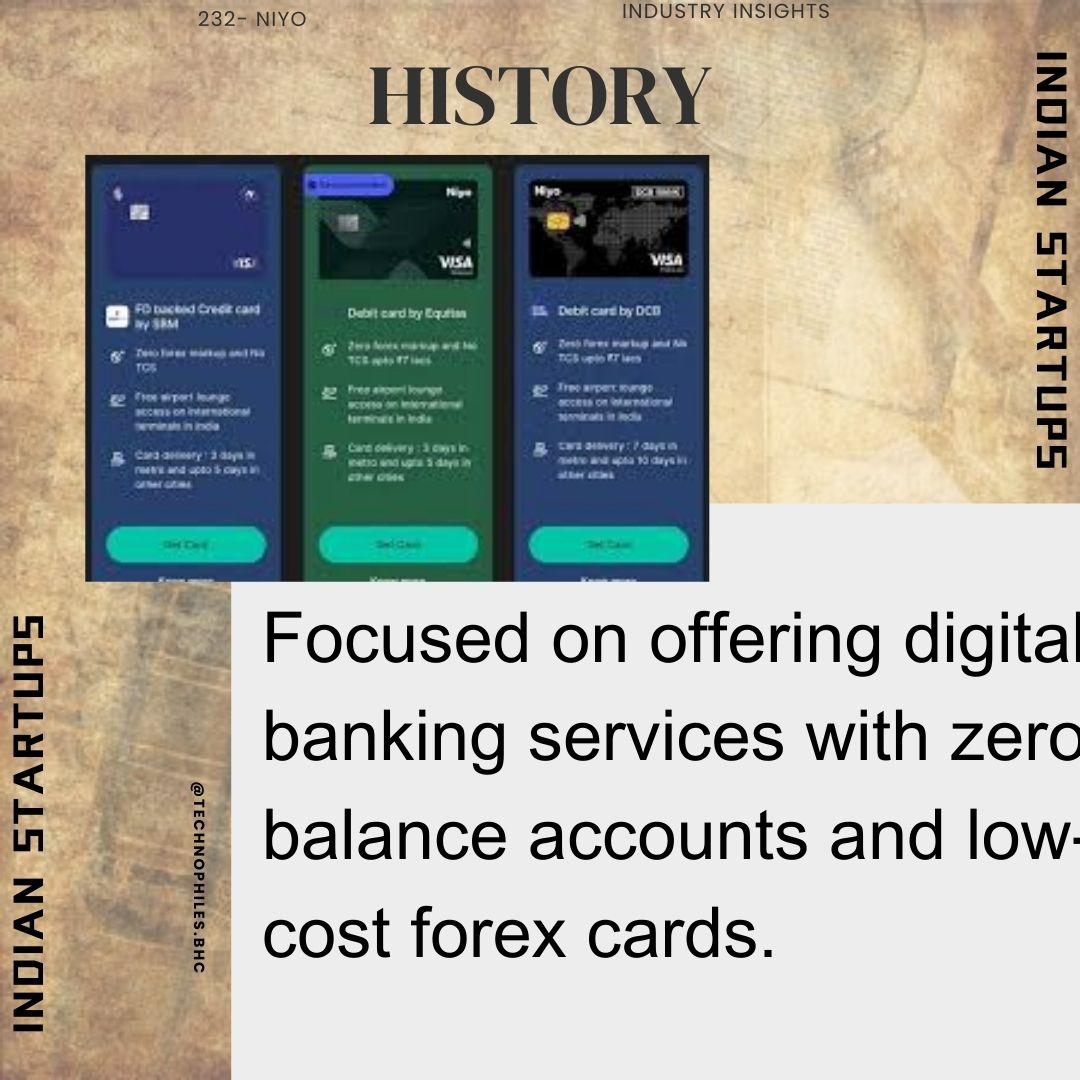 232- NIYO
INDUSTRY INSIGHTS
HISTORY
INDIAN STARTUPS
Niyo
VISA
Niyo
DCB BANK
VISA
FD backed Credit card
by SBM
Zero forex markup and No
TCS
Free airport lounge
access on International
terminals in India
Card delivery : 3 days in
metro and upto 5 days in
other cities
Get Card
Know more
Debit card by Equitas
Zero forex markup and No
TCS upto ₹7 lacs
Free airport lounge
access on International
terminals in India
Card delivery : 3 days in
metro and upto 5 days in
other cities
Get Card
Know more
Debit card by DCB
Zero forex markup and No
TCS upto ₹7 lacs
Free airport lounge
access on International
terminals in India
Card delivery : 7 days in
metro and upto 10 days in
other cities
Get Card
Know more
Focused on offering digital
banking services with zero
balance accounts and low-
cost forex cards.
INDIAN STARTUPS
@TECHNOPHILES.BHC